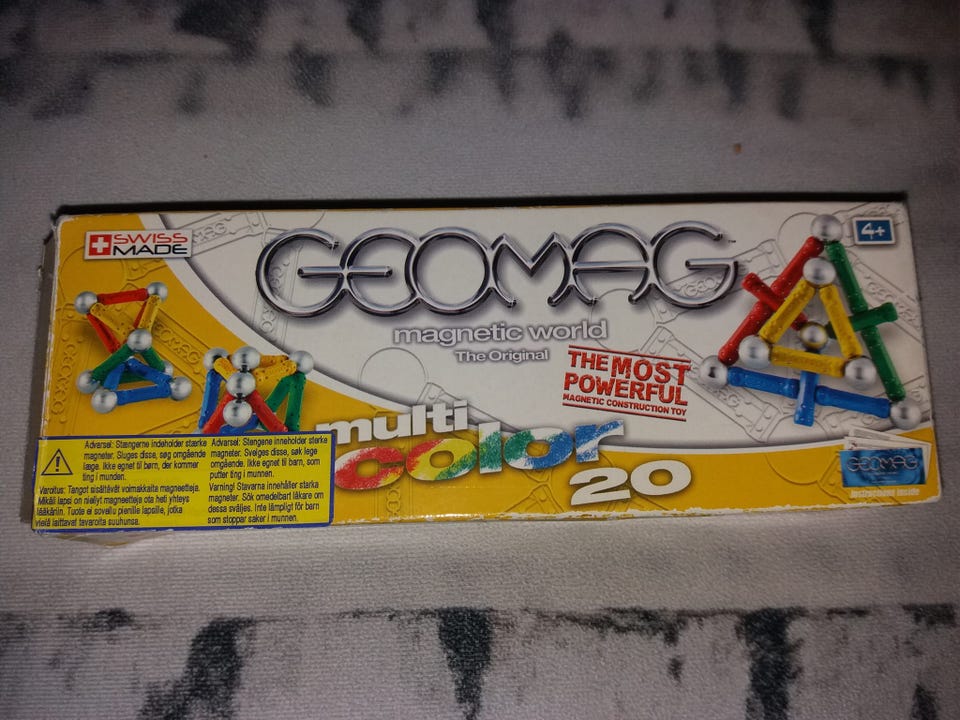 SWISS
MADE
GEOMAG
4+
magnetic world
The Original
THE MOST
POWERFUL
MAGNETIC CONSTRUCTION TOY
multi
color
20
GEOMAG
Instructions inside
Advarsel: Stængerne indeholder stærke
magneter. Sluges disse, søg omgående
læge. Ikke egnet til børn, der kommer
ting i munden.
Varoitus: Tangot sisältävät voimakkaita magneetteja.
Mikäli lapsi on niellyt magneetteja ota heti yhteys
lääkäriin. Tuote ei sovellu pienille lapsille, jotka
vielä laittavat tavaroita suuhunsa.
Advarsel: Stengene inneholder sterke
magneter. Svelges disse, søk lege
omgående. Ikke egnet til barn, som
putter ting i munnen.
Varning! Stavarna innehåller starka
magneter. Sök omedelbart läkare om
dessa sväljes. Inte lämpligt för barn
som stoppar saker i munnen.